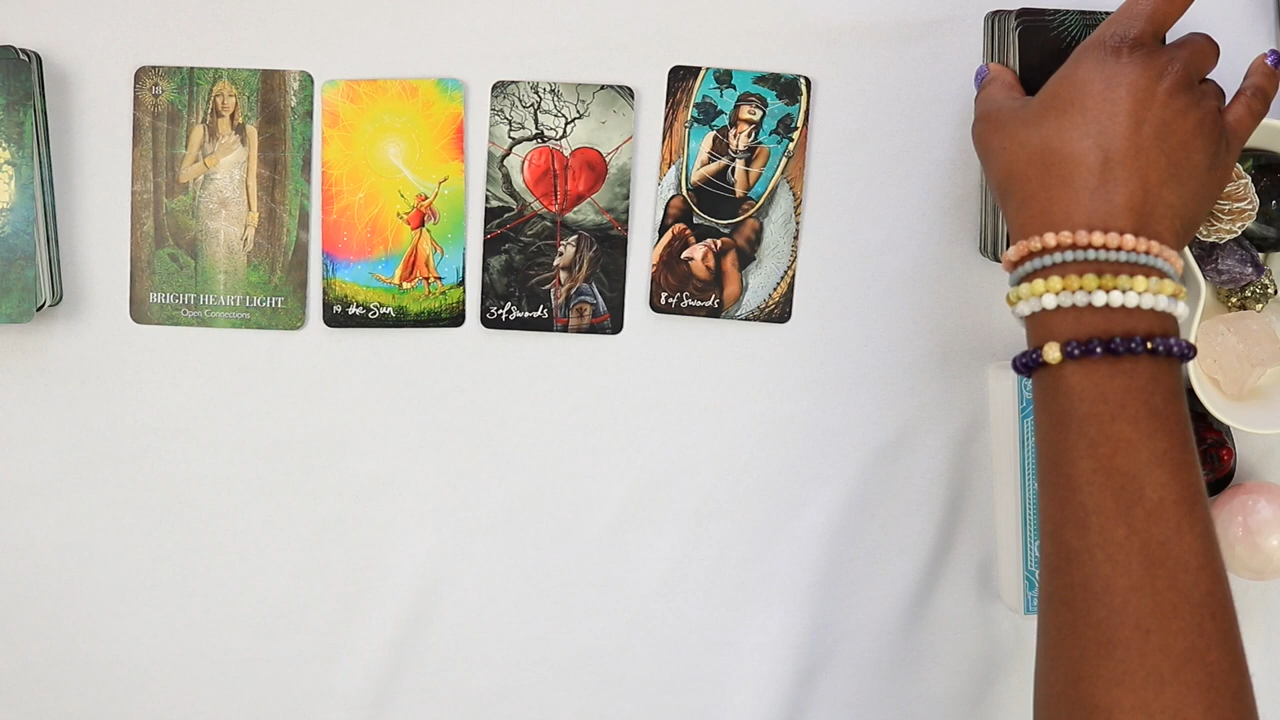 18
BRIGHT HEART LIGHT
Open Connections
19 the Sun
3 of Swords
8 of Swords